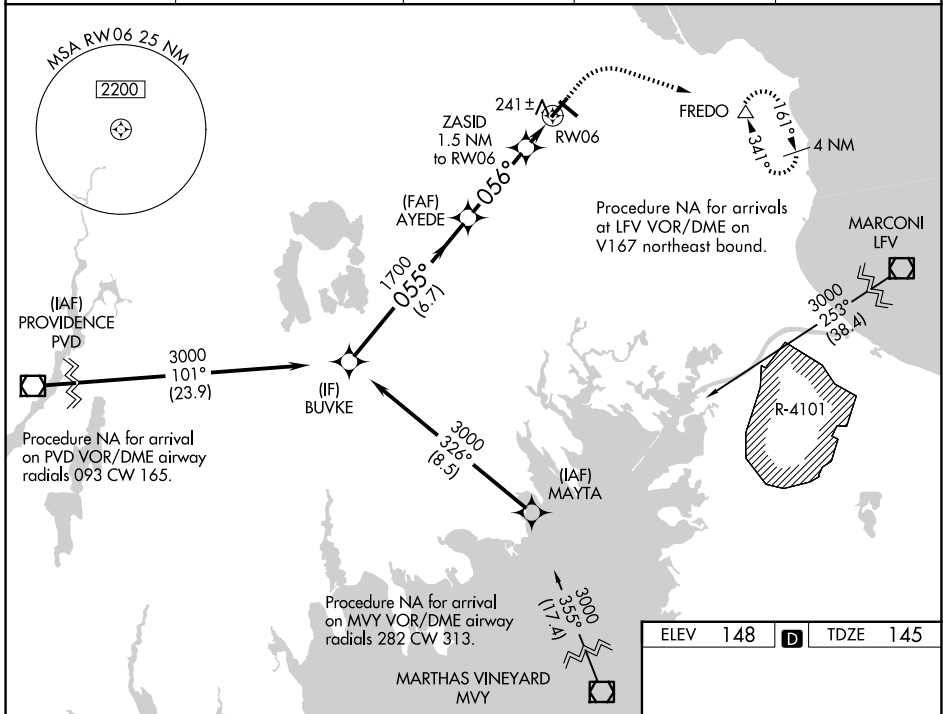 MSA RW06 25 NM
2200
241±
ZASID
1.5 NM
to RW06
RW06
FREDO
161°
341°
4 NM
(FAF)
AYEDE
056°
Procedure NA for arrivals
at LFV VOR/DME on
V167 northeast bound.
MARCONI
LFV
1700
055°
(6.7)
3000
253°
(38.4)
(IAF)
PROVIDENCE
PVD
3000
101°
(23.9)
(IF)
BUVKE
R-4101
Procedure NA for arrival
on PVD VOR/DME airway
radials 093 CW 165.
3000
326°
(8.5)
(IAF)
MAYTA
Procedure NA for arrival
on MVY VOR/DME airway
radials 282 CW 313.
3000
355°
(17.4)
MARTHAS VINEYARD
MVY
ELEV 148 D TDZE 145